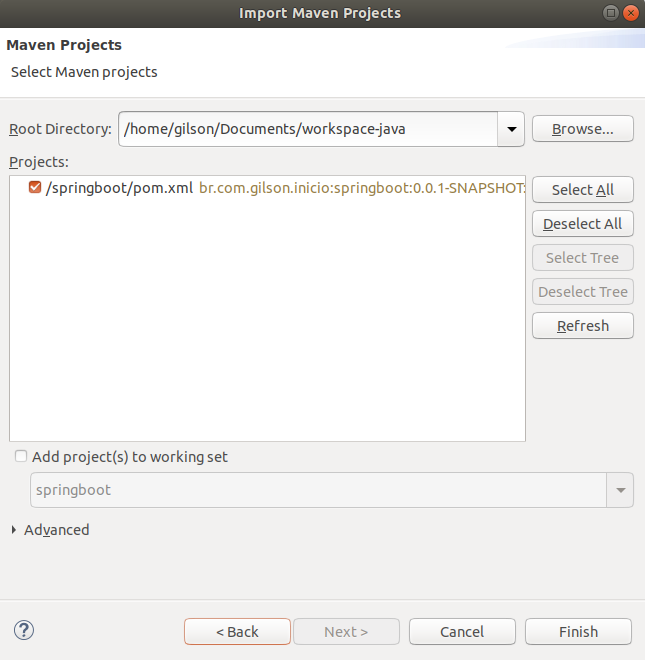 Import Maven Projects
Maven Projects
Select Maven projects
Root Directory: /home/gilson/Documents/workspace-java Browse...
Projects:
/springboot/pom.xml br.com.gilson.inicio:springboot:0.0.1-SNAPSHOT:
Select All
Deselect All
Select Tree
Deselect Tree
Refresh
Add project(s) to working set
springboot
Advanced
? < Back Next > Cancel Finish